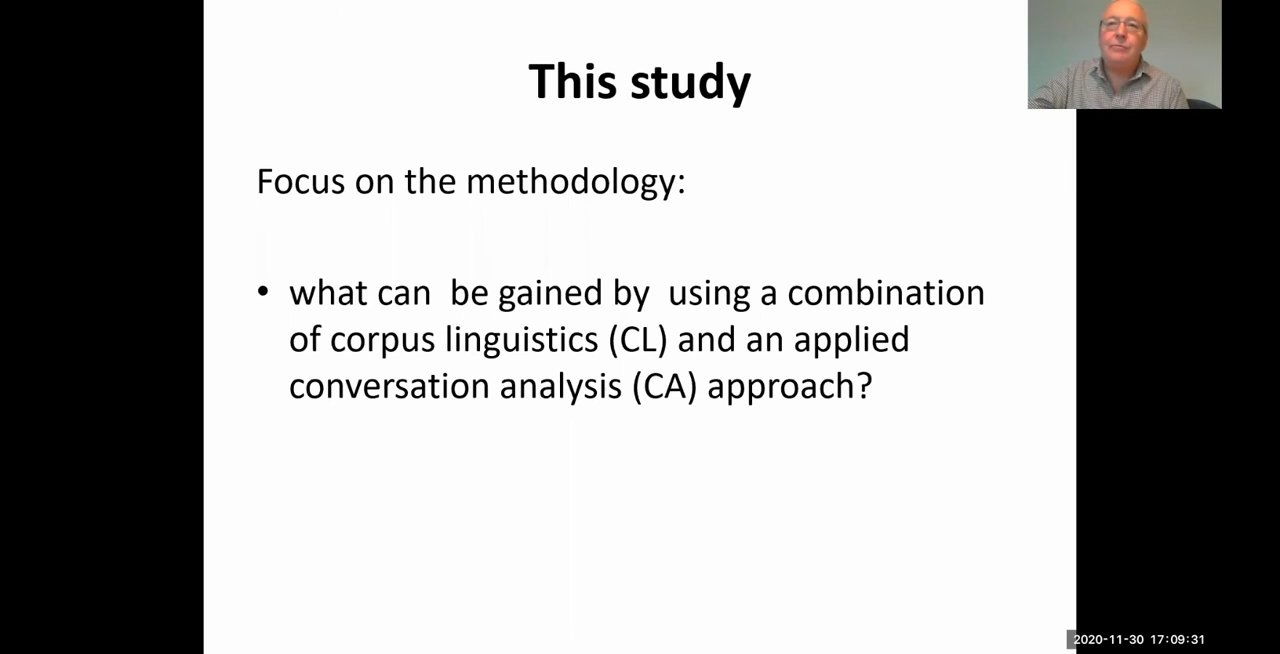 This study
Focus on the methodology:
• what can  be gained by  using a combination
of corpus linguistics (CL) and an applied
conversation analysis (CA) approach?
2020-11-30 17:09:31